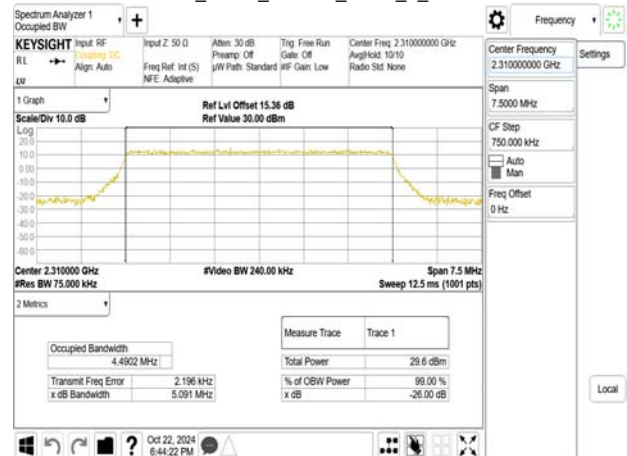 Spectrum Analyzer 1
Occupied BW
Frequency
KEYSIGHT
RL
Input: RF
Coupling: DC
Align: Auto
Input Z: 50 Ω
Freq Ref: Int (S)
NFE: Adaptive
Atten: 30 dB
Preamp: Off
µW Path: Standard
Trig: Free Run
Gate: Off
#IF Gain: Low
Center Freq: 2.310000000 GHz
Avg|Hold: 10/10
Radio Std: None
Center Frequency
2.310000000 GHz
Settings
Span
7.5000 MHz
CF Step
750.000 kHz
Auto
Man
Freq Offset
0 Hz
Local
1 Graph
Scale/Div 10.0 dB
Ref Lvl Offset 15.36 dB
Ref Value 30.00 dBm
Log
20.0
10.0
0.00
-10.0
-20.0
-30.0
-40.0
-50.0
-60.0
Center 2.310000 GHz
#Res BW 75.000 kHz
#Video BW 240.00 kHz
Span 7.5 MHz
Sweep 12.5 ms (1001 pts)
2 Metrics
Occupied Bandwidth
4.4902 MHz
Transmit Freq Error 2.196 kHz
x dB Bandwidth 5.091 MHz
Measure Trace Trace 1
Total Power 29.6 dBm
% of OBW Power 99.00 %
x dB -26.00 dB
Oct 22, 2024
6:44:22 PM